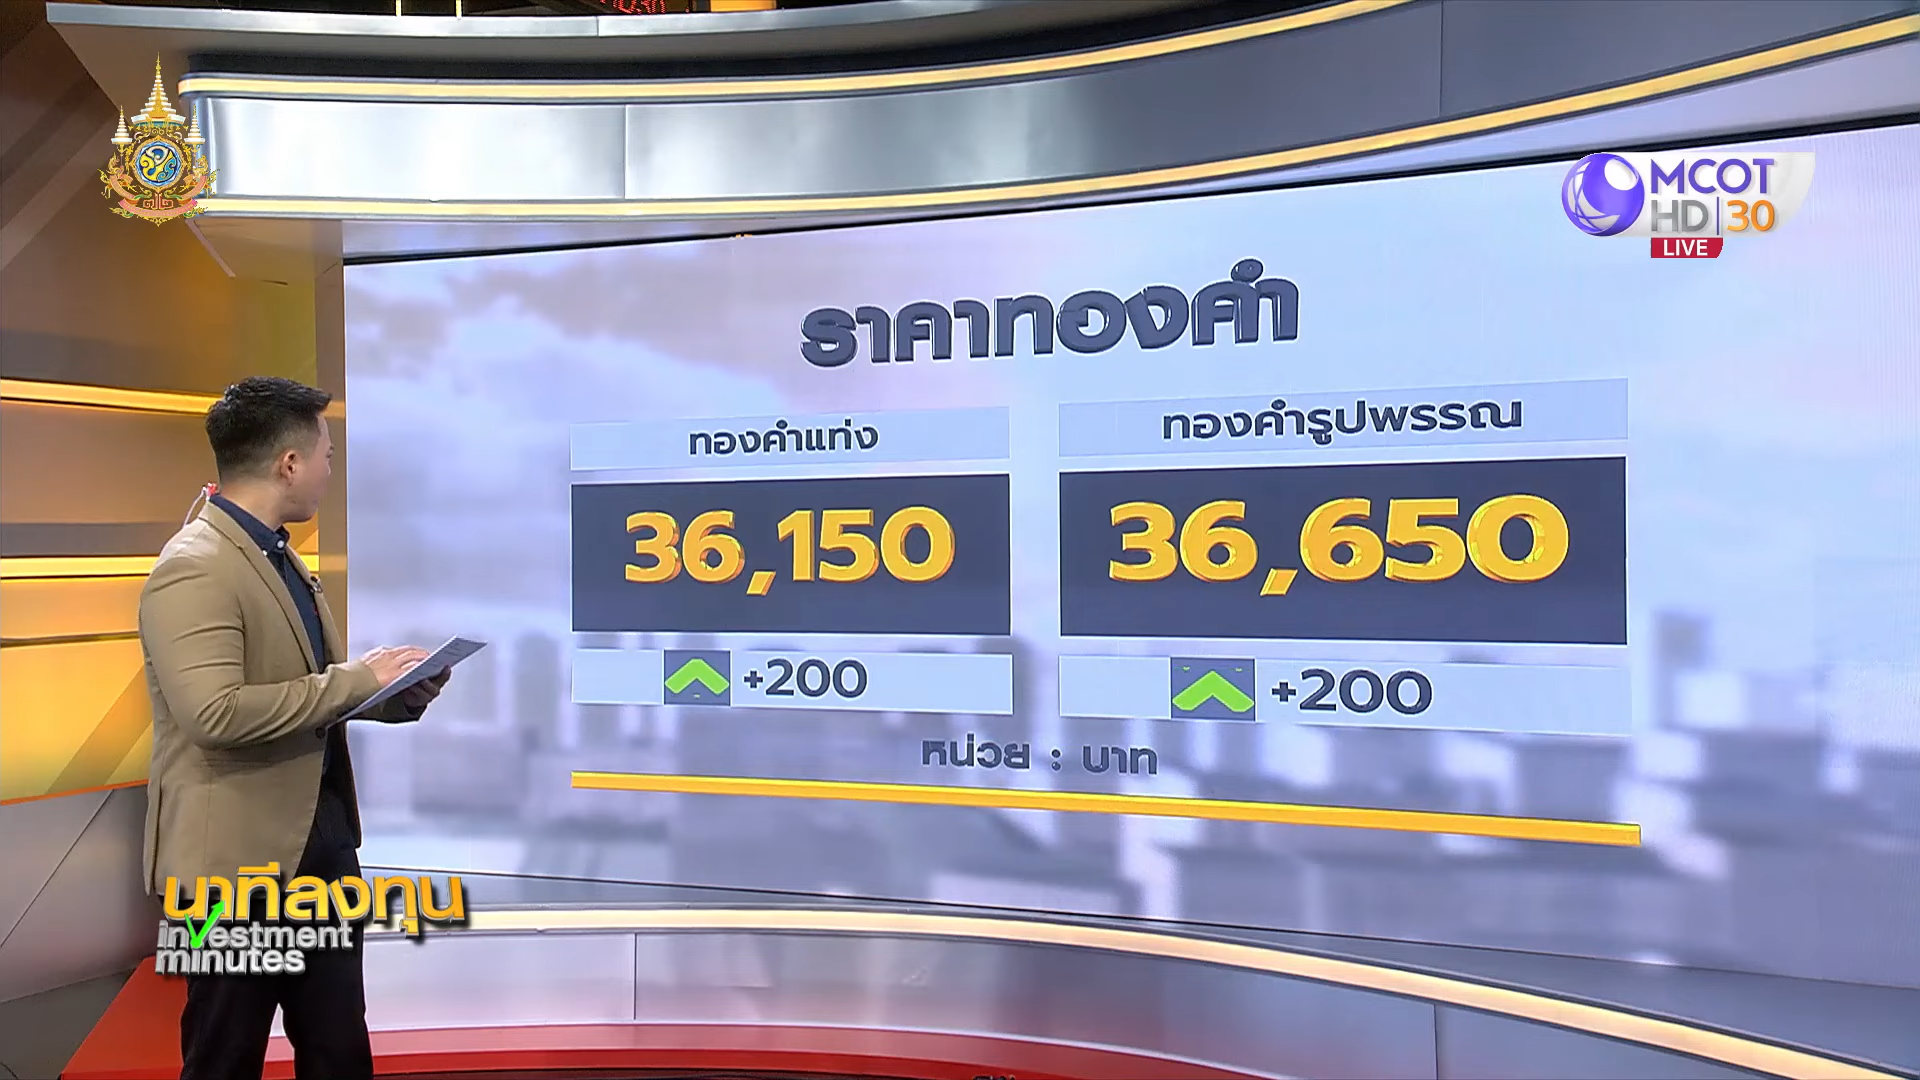 MCOT
HD 30
LIVE
ราคาทองคำ
ทองคำแท่ง
ทองคำรูปพรรณ
36,150
36,650
+200
+200
หน่วย : บาท
นาทีลงทุน
investment
minutes